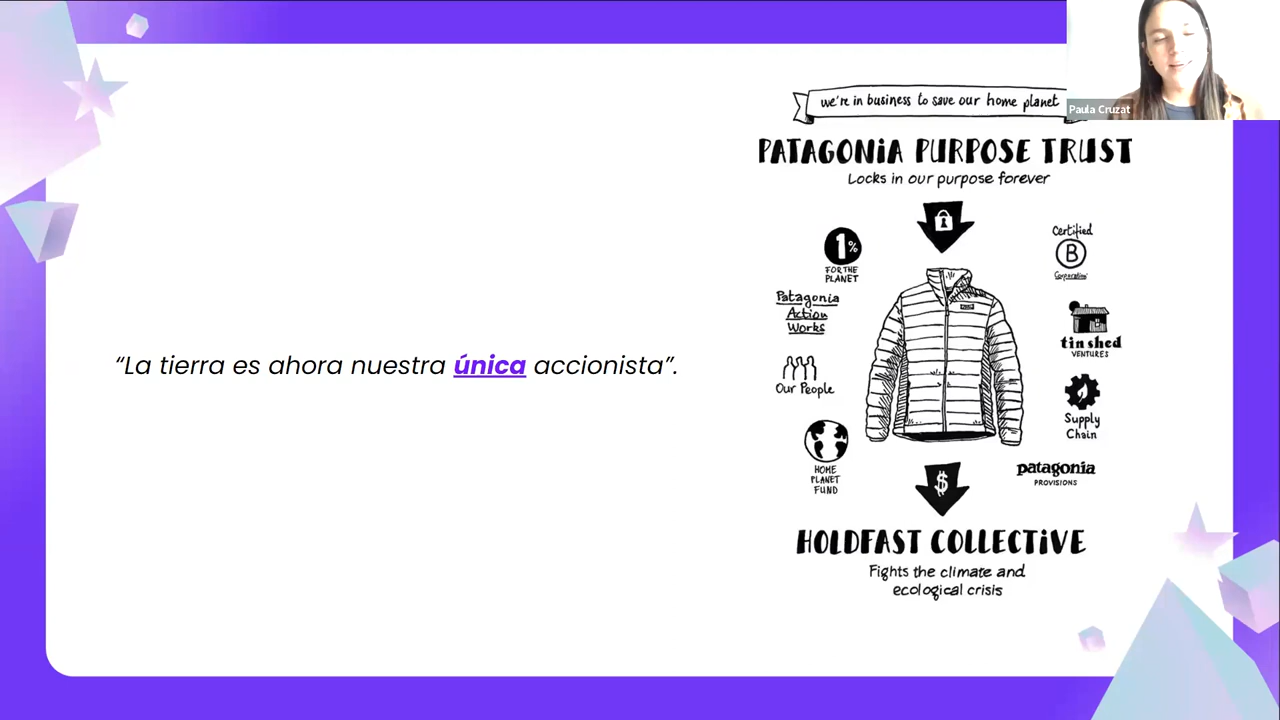 we're in business to save our home planet
Paula Cruzat
PATAGONiA PURPOSE TRUST
Locks in our purpose forever
1%
FOR THE
PLANET
Certified
B
Corporation
Patagonia
Action
Works
tin shed
VENTURES
“La tierra es ahora nuestra única accionista”.
Our People
Supply
Chain
HOME
PLANET
FUND
patagonia
PROVISIONS
$
HOLDFAST COLLECTiVE
Fights the climate and
ecological crisis